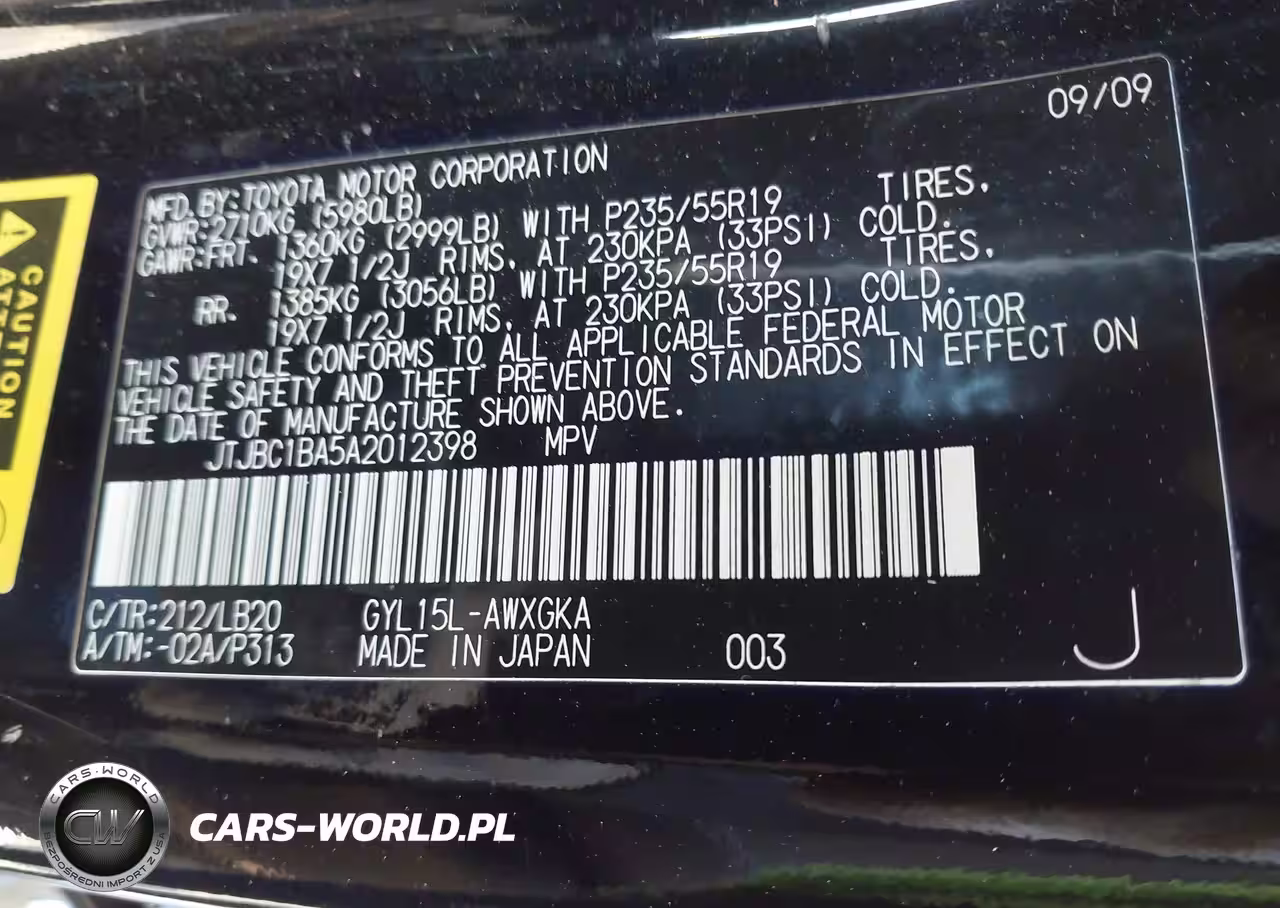 09/09
MFD. BY: TOYOTA MOTOR CORPORATION
GVWR: 2710KG (5980LB)
GAWR: FRT. 1360KG (2999LB) WITH P235/55R19 TIRES,
19X7 1/2J RIMS, AT 230KPA (33PSI) COLD.
RR. 1385KG (3056LB) WITH P235/55R19 TIRES,
19X7 1/2J RIMS, AT 230KPA (33PSI) COLD.
THIS VEHICLE CONFORMS TO ALL APPLICABLE FEDERAL MOTOR
VEHICLE SAFETY AND THEFT PREVENTION STANDARDS IN EFFECT ON
THE DATE OF MANUFACTURE SHOWN ABOVE.
JTJBC1BA5A2012398 MPV
C/TR: 212/LB20 GYL15L-AWXGKA
A/TM: -02A/P313 MADE IN JAPAN 003
J
CAUTION
CARS-WORLD
CW
BEZPOŚREDNI IMPORT Z USA
CARS-WORLD.PL